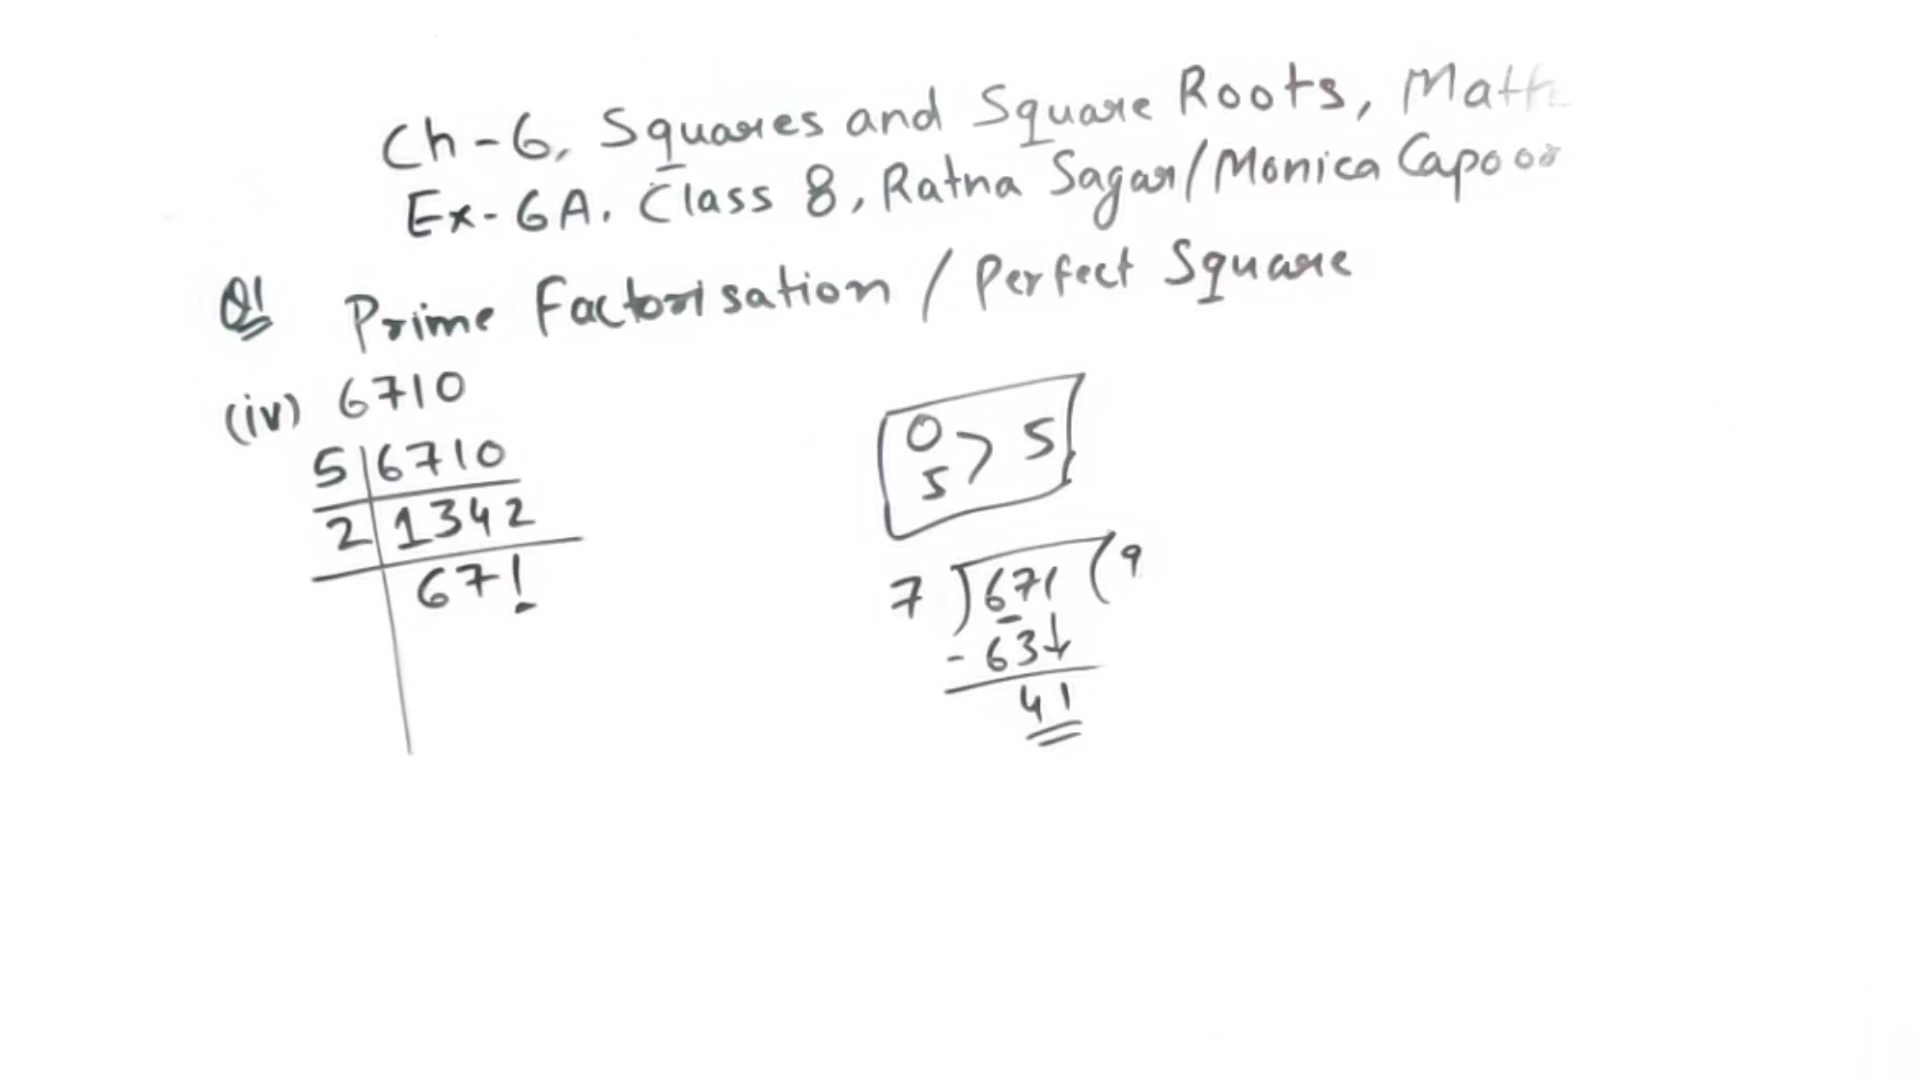 Ch-6, Squares and Square Roots, Math
Ex-6A. Class 8, Ratna Sagar/Monica Capoor
Q1 Prime Factorisation / Perfect Square
(iv) 6710
5 | 6710
2 | 1342
671
0
5 > 5
7 ) 671 ( 9
- 63↓
41